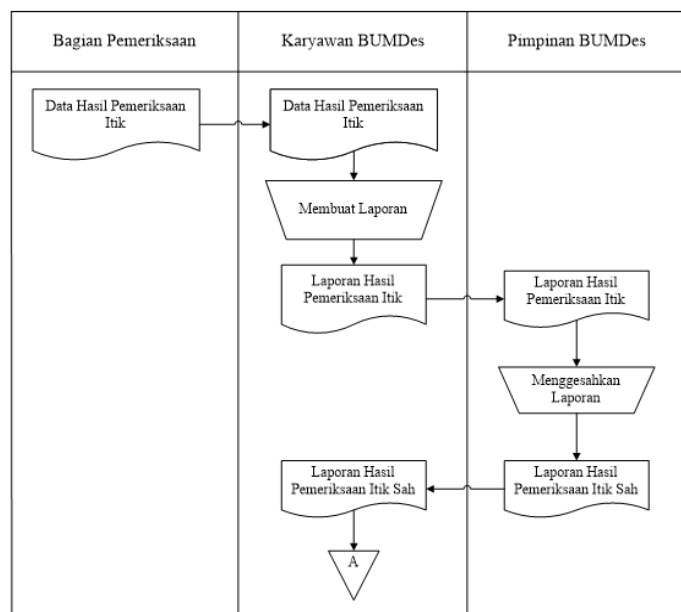 Bagian Pemeriksaan
Karyawan BUMDes
Pimpinan BUMDes
Data Hasil Pemeriksaan
Itik
Data Hasil Pemeriksaan
Itik
Membuat Laporan
Laporan Hasil
Pemeriksaan Itik
Laporan Hasil
Pemeriksaan Itik
Menggesahkan
Laporan
Laporan Hasil
Pemeriksaan Itik Sah
Laporan Hasil
Pemeriksaan Itik Sah
A